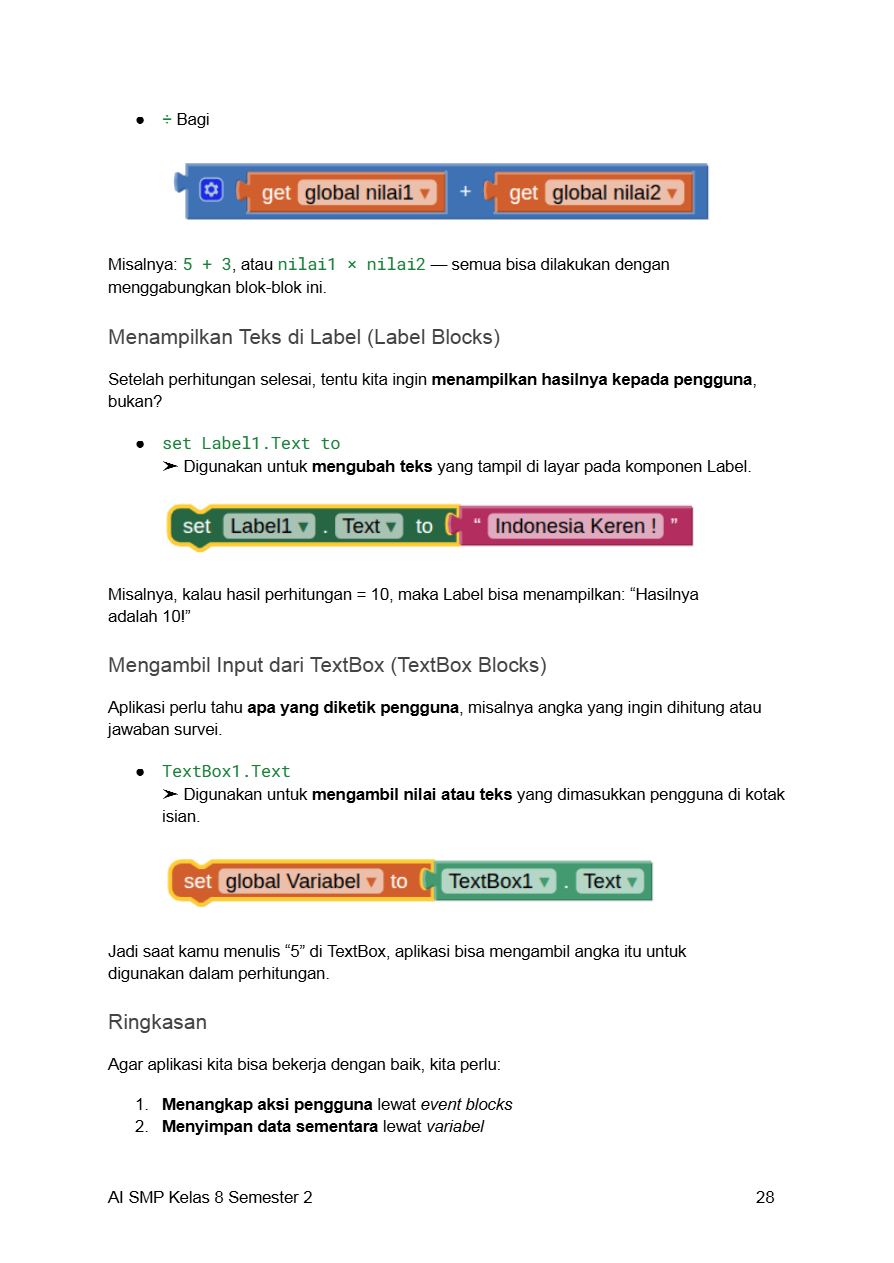 ● ÷ Bagi
get global nilai1 ▾ + get global nilai2 ▾
Misalnya: 5 + 3, atau nilai1 × nilai2 — semua bisa dilakukan dengan
menggabungkan blok-blok ini.
Menampilkan Teks di Label (Label Blocks)
Setelah perhitungan selesai, tentu kita ingin menampilkan hasilnya kepada pengguna,
bukan?
● set Label1.Text to
➤ Digunakan untuk mengubah teks yang tampil di layar pada komponen Label.
set Label1 ▾ . Text ▾ to “ Indonesia Keren ! ”
Misalnya, kalau hasil perhitungan = 10, maka Label bisa menampilkan: “Hasilnya
adalah 10!”
Mengambil Input dari TextBox (TextBox Blocks)
Aplikasi perlu tahu apa yang diketik pengguna, misalnya angka yang ingin dihitung atau
jawaban survei.
● TextBox1.Text
➤ Digunakan untuk mengambil nilai atau teks yang dimasukkan pengguna di kotak
isian.
set global Variabel ▾ to TextBox1 ▾ . Text ▾
Jadi saat kamu menulis “5” di TextBox, aplikasi bisa mengambil angka itu untuk
digunakan dalam perhitungan.
Ringkasan
Agar aplikasi kita bisa bekerja dengan baik, kita perlu:
1. Menangkap aksi pengguna lewat event blocks
2. Menyimpan data sementara lewat variabel
AI SMP Kelas 8 Semester 2 28